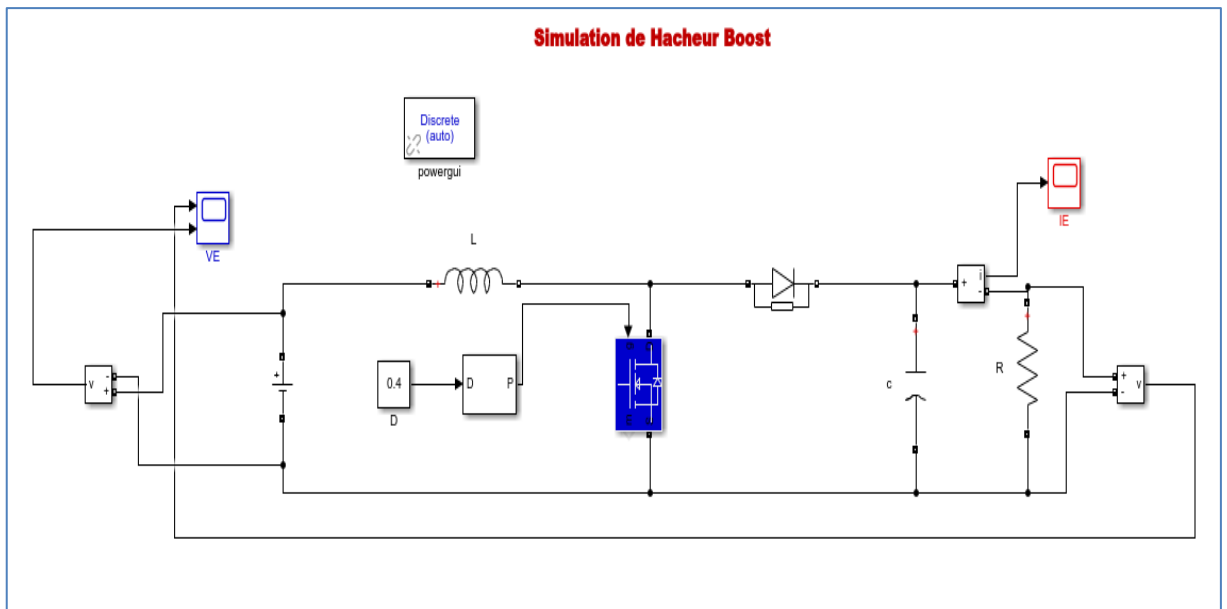 Simulation de Hacheur Boost
Discrete
(auto)
powergui
VE
IE
L
v
-
+
+
0.4
D
D
P
c
+
i
-
R
+
-
v